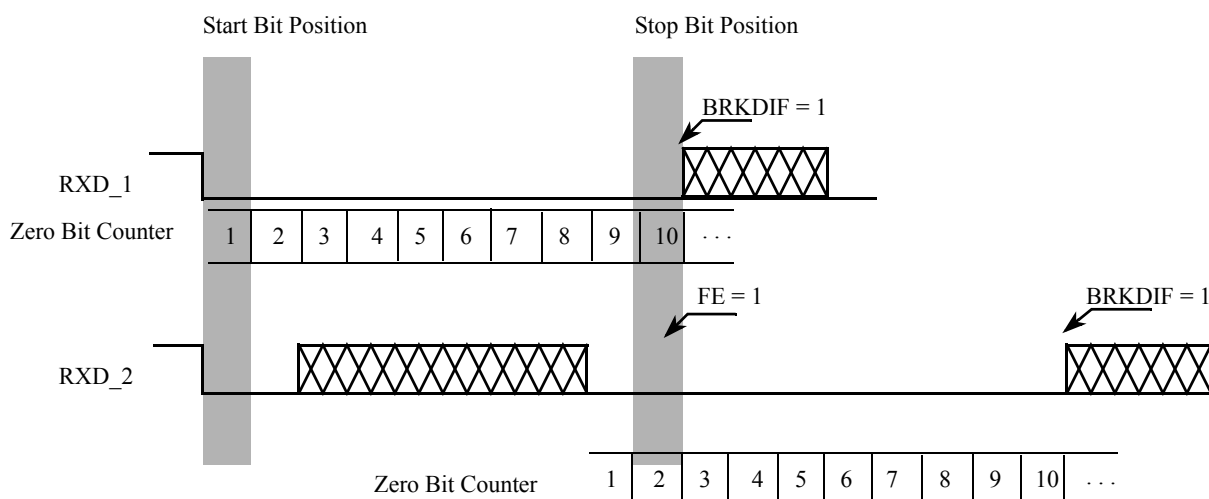 Start Bit Position Stop Bit Position
BRKDIF = 1
RXD_1
Zero Bit Counter 1 2 3 4 5 6 7 8 9 10 . . .
FE = 1 BRKDIF = 1
RXD_2
Zero Bit Counter 1 2 3 4 5 6 7 8 9 10 . . .